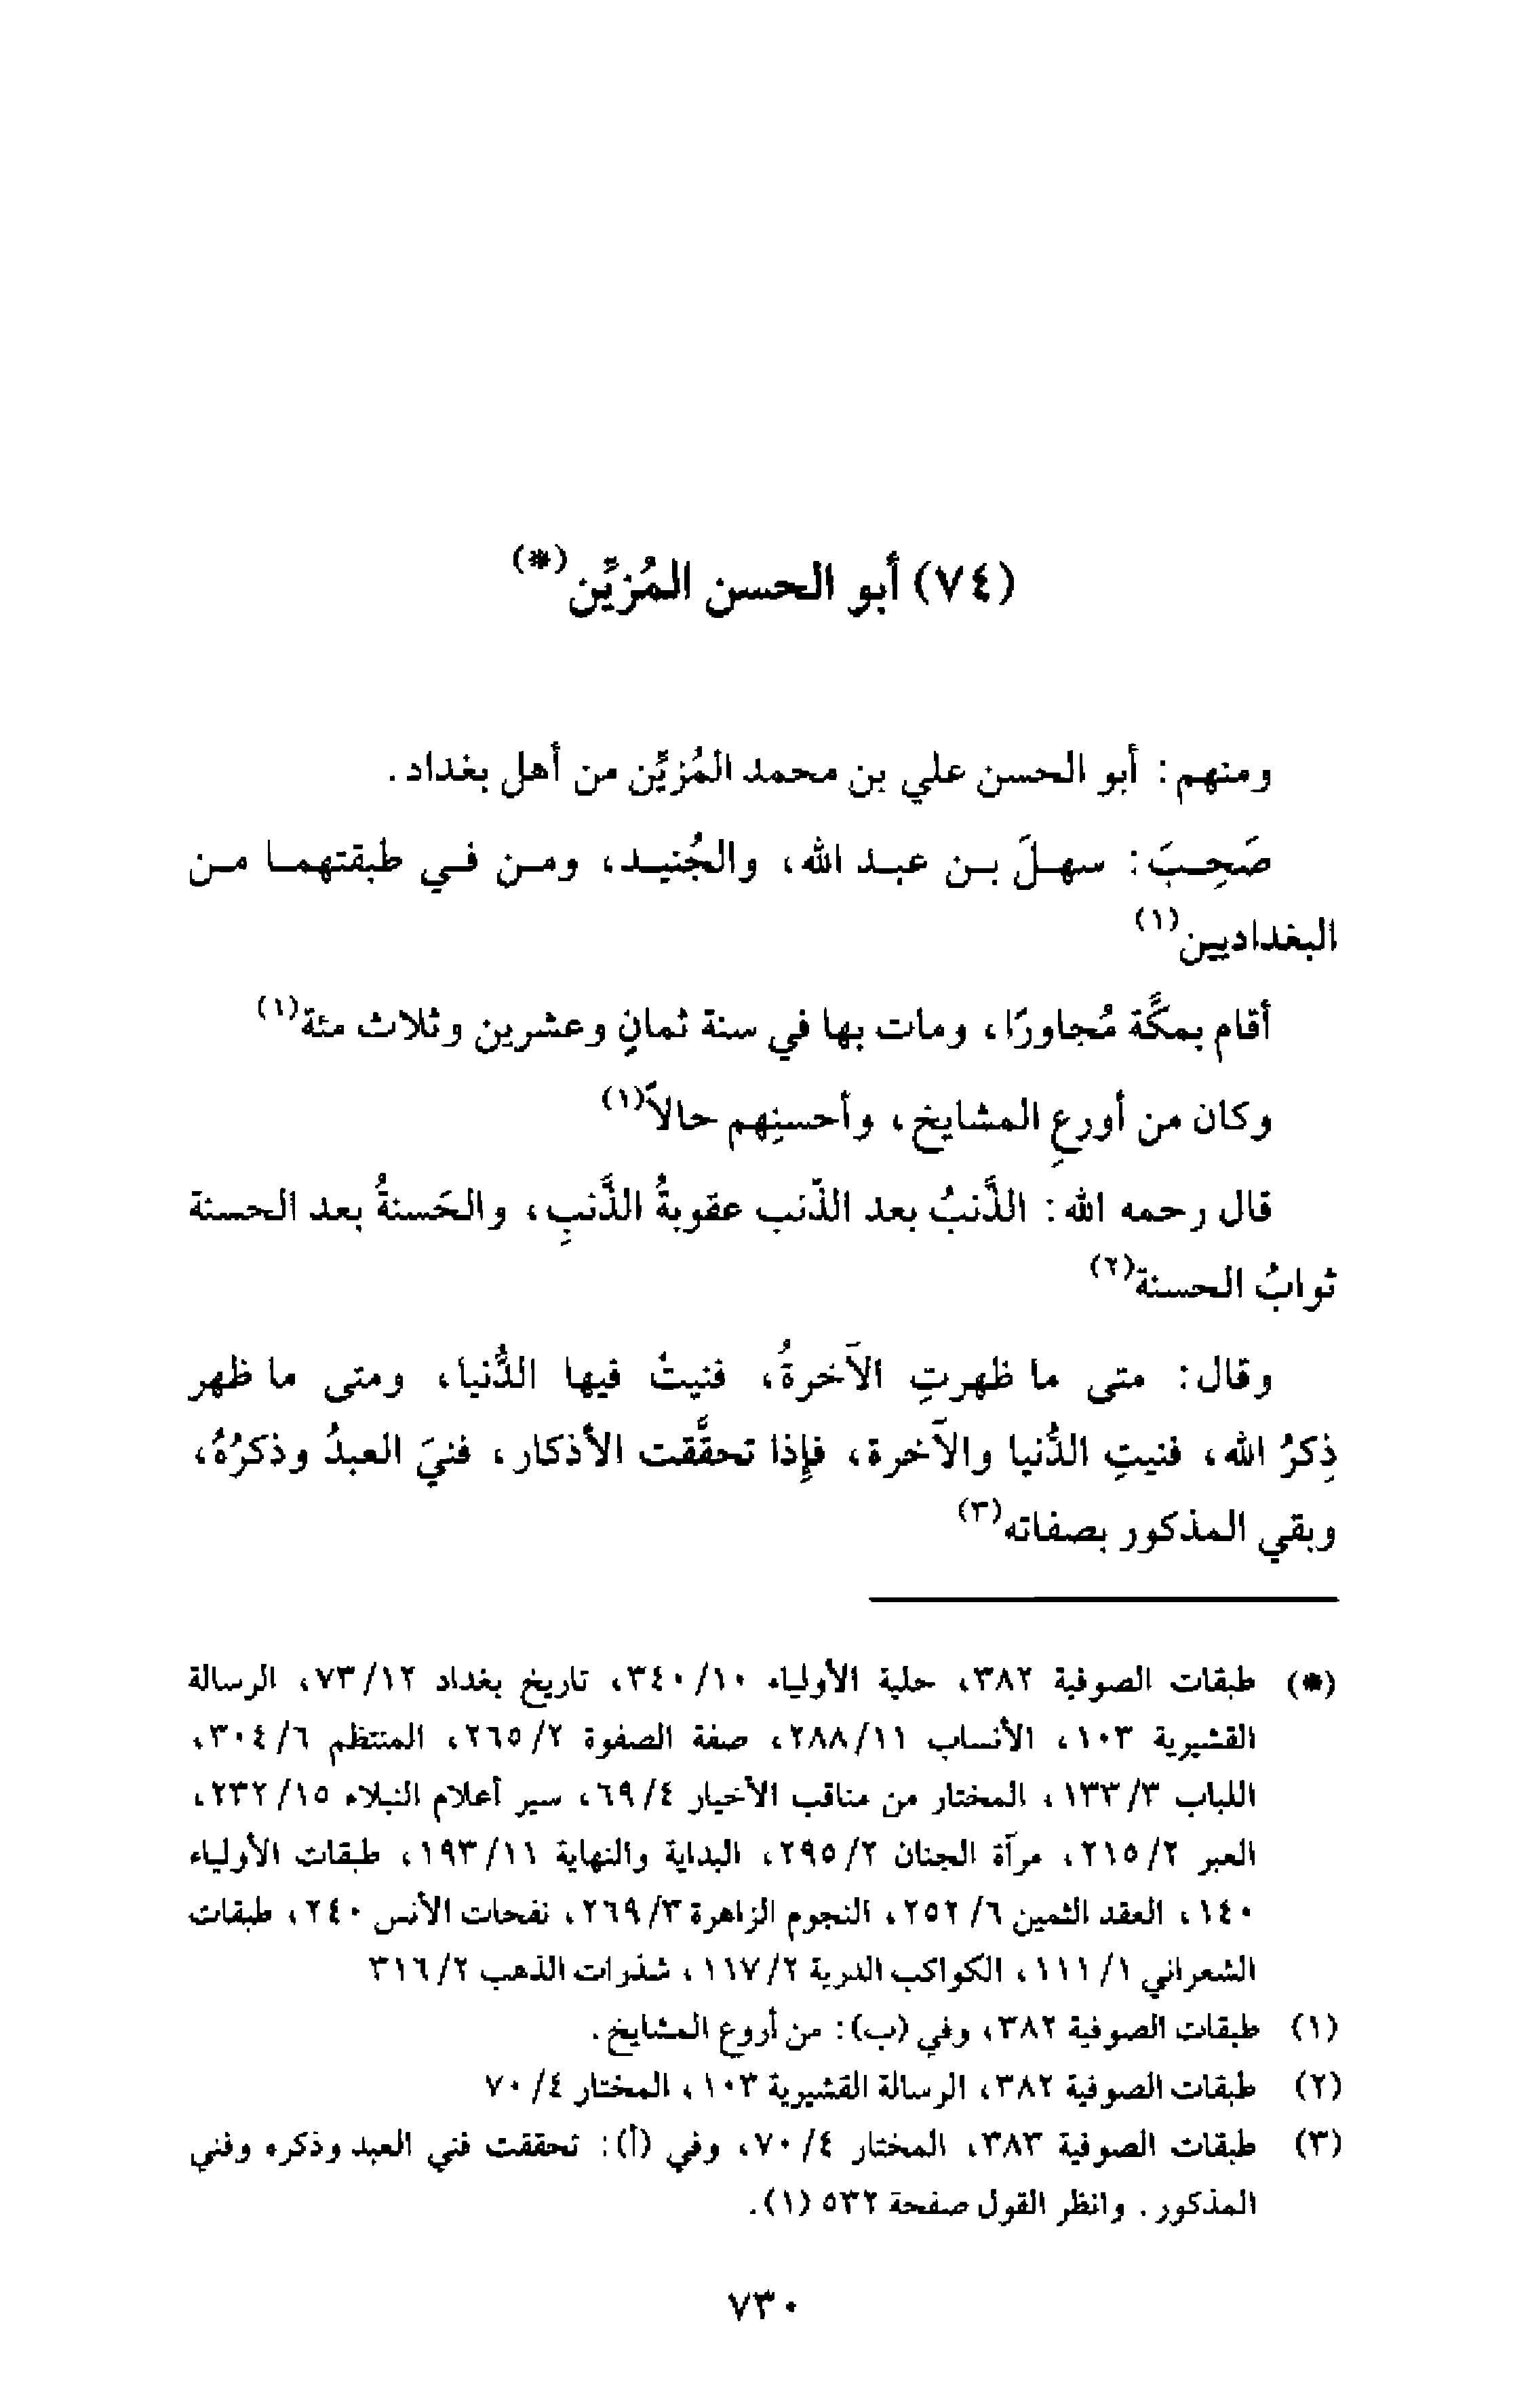 (٧٤) أبو الحسن المُزيِّن(*)
ومنهم: أبو الحسن علي بن محمد المُزيِّن من أهل بغداد.
صَحِبَ: سهلَ بن عبد الله، والجُنيد، ومن في طبقتهما من
البغداديين(١)
أقام بمكَّة مُجاورًا، ومات بها في سنة ثمانٍ وعشرين وثلاث مئة(١)
وكان من أورعِ المشايخ، وأحسنِهم حالاً(١)
قال رحمه الله: الذَّنبُ بعد الذّنب عقوبةُ الذَّنبِ، والحَسنةُ بعد الحسنة
ثوابُ الحسنة(٢)
وقال: متى ما ظهرتِ الآخرةُ، فنيتْ فيها الدُّنيا، ومتى ما ظهر
ذِكرُ الله، فنيتِ الدُّنيا والآخرة، فإذا تحقَّقت الأذكار، فنيَ العبدُ وذكرُهُ،
وبقي المذكور بصفاته(٣)
(*) طبقات الصوفية ٣٨٢، حلية الأولياء ١٠/ ٣٤٠، تاريخ بغداد ١٢/ ٧٣، الرسالة
القشيرية ١٠٣، الأنساب ١١/ ٢٨٨، صفة الصفوة ٢/ ٢٦٥، المنتظم ٦/ ٣٠٤،
اللباب ٣/ ١٣٣، المختار من مناقب الأخيار ٤/ ٦٩، سير أعلام النبلاء ١٥/ ٢٣٢،
العبر ٢/ ٢١٥، مرآة الجنان ٢/ ٢٩٥، البداية والنهاية ١١/ ١٩٣، طبقات الأولياء
١٤٠، العقد الثمين ٦/ ٢٥٢، النجوم الزاهرة ٣/ ٢٦٩، نفحات الأنس ٢٤٠، طبقات
الشعراني ١/ ١١١، الكواكب الدرية ٢/ ١١٧، شذرات الذهب ٢/ ٣١٦
(١) طبقات الصوفية ٣٨٢، وفي (ب): من أروع المشايخ.
(٢) طبقات الصوفية ٣٨٢، الرسالة القشيرية ١٠٣، المختار ٤/ ٧٠
(٣) طبقات الصوفية ٣٨٣، المختار ٤/ ٧٠، وفي (أ): تحققت فني العبد وذكره وفني
المذكور. وانظر القول صفحة ٥٣٢ (١).
٧٣٠